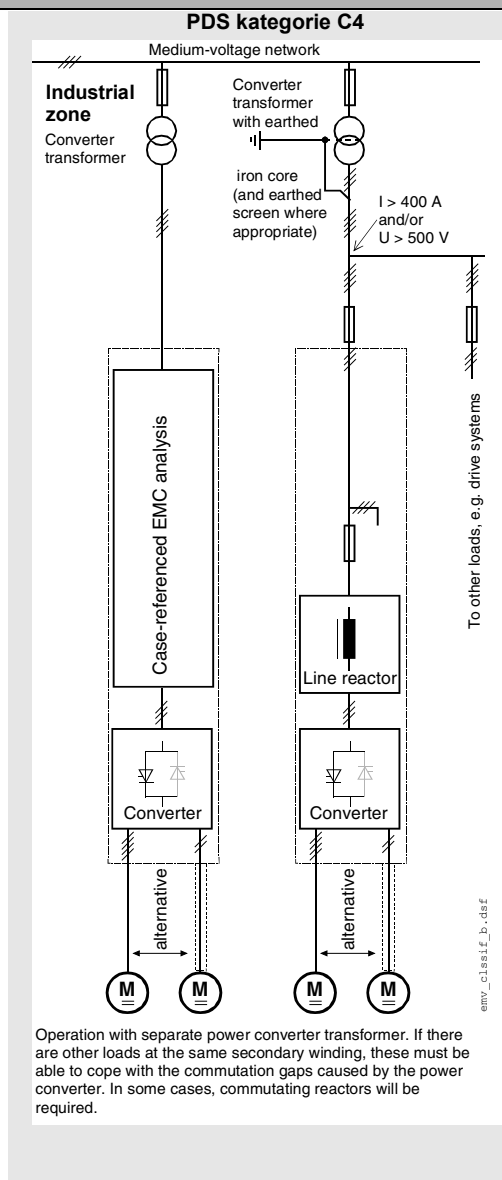 PDS kategorie C4
Medium-voltage network
Industrial
zone
Converter
transformer
Converter
transformer
with earthed
iron core
(and earthed
screen where
appropriate)
I > 400 A
and/or
U > 500 V
To other loads, e.g. drive systems
Case-referenced EMC analysis
Line reactor
Converter
Converter
alternative
alternative
M
M
M
M
emv_clssif_b.dsf
Operation with separate power converter transformer. If there
are other loads at the same secondary winding, these must be
able to cope with the commutation gaps caused by the power
converter. In some cases, commutating reactors will be
required.